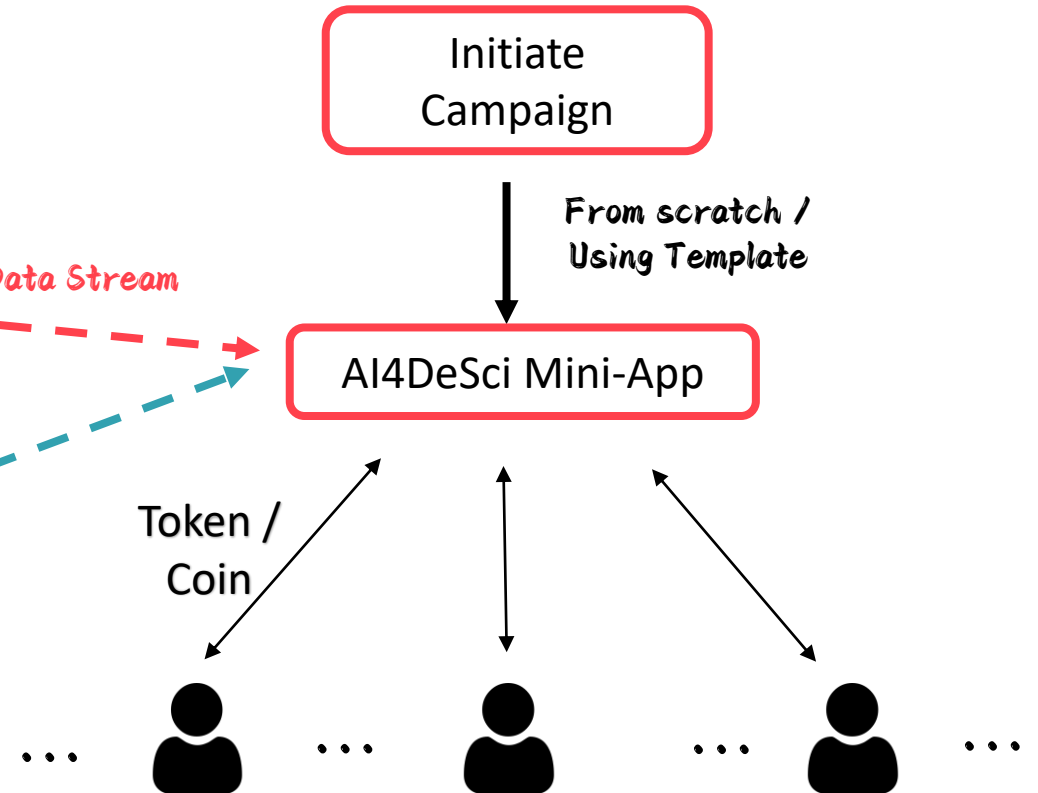 Initiate
Campaign
From scratch /
Using Template
Data Stream
AI4DeSci Mini-App
Token /
Coin
...
...
...
...